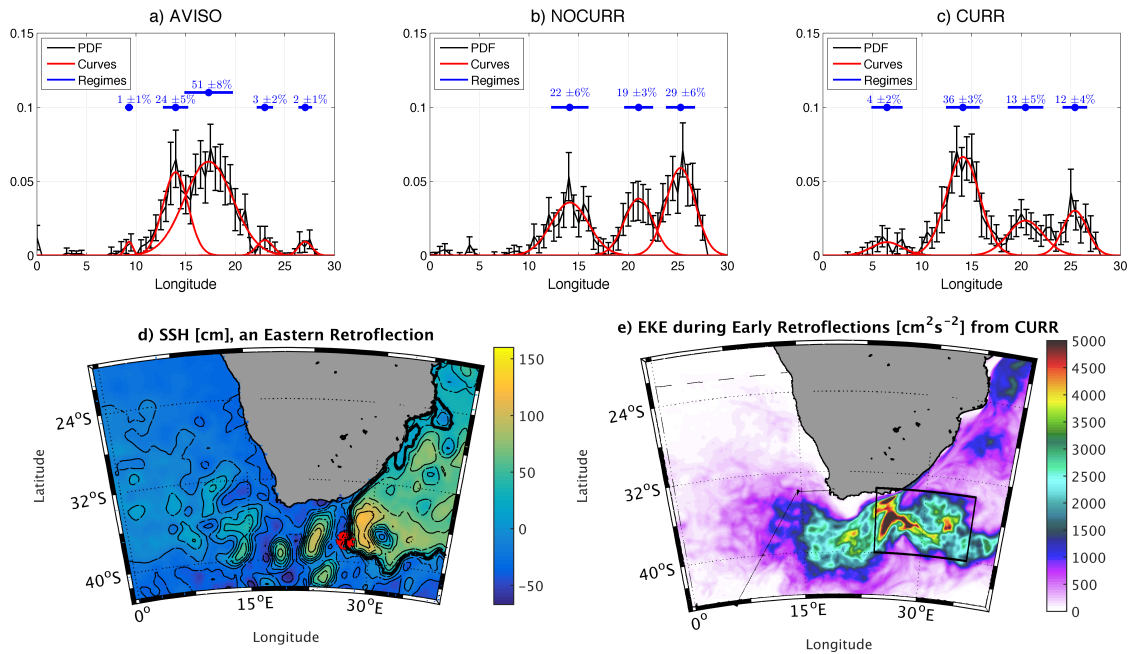 a) AVISO
0.15
0.1
0.05
0
PDF
Curves
Regimes
1 ±1%
24 ±5%
51 ±8%
3 ±2%
2 ±1%
0 5 10 15 20 25 30
Longitude
b) NOCURR
0.15
0.1
0.05
0
PDF
Curves
Regimes
22 ±6%
19 ±3%
29 ±6%
0 5 10 15 20 25 30
Longitude
c) CURR
0.15
0.1
0.05
0
PDF
Curves
Regimes
4 ±2%
36 ±3%
13 ±5%
12 ±4%
0 5 10 15 20 25 30
Longitude
d) SSH [cm], an Eastern Retroflection
Latitude
24°S
32°S
40°S
0°
15°E
30°E
Longitude
150
100
50
0
−50
e) EKE during Early Retroflections [cm²s⁻²] from CURR
Latitude
24°S
32°S
40°S
0°
15°E
30°E
Longitude
5000
4500
4000
3500
3000
2500
2000
1500
1000
500
0